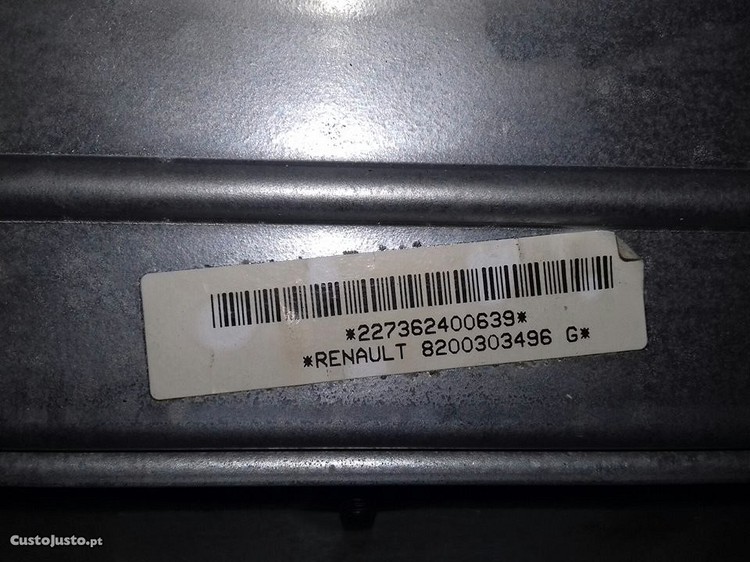 *227362400639*
*RENAULT 8200303496 G*
CustoJusto.pt